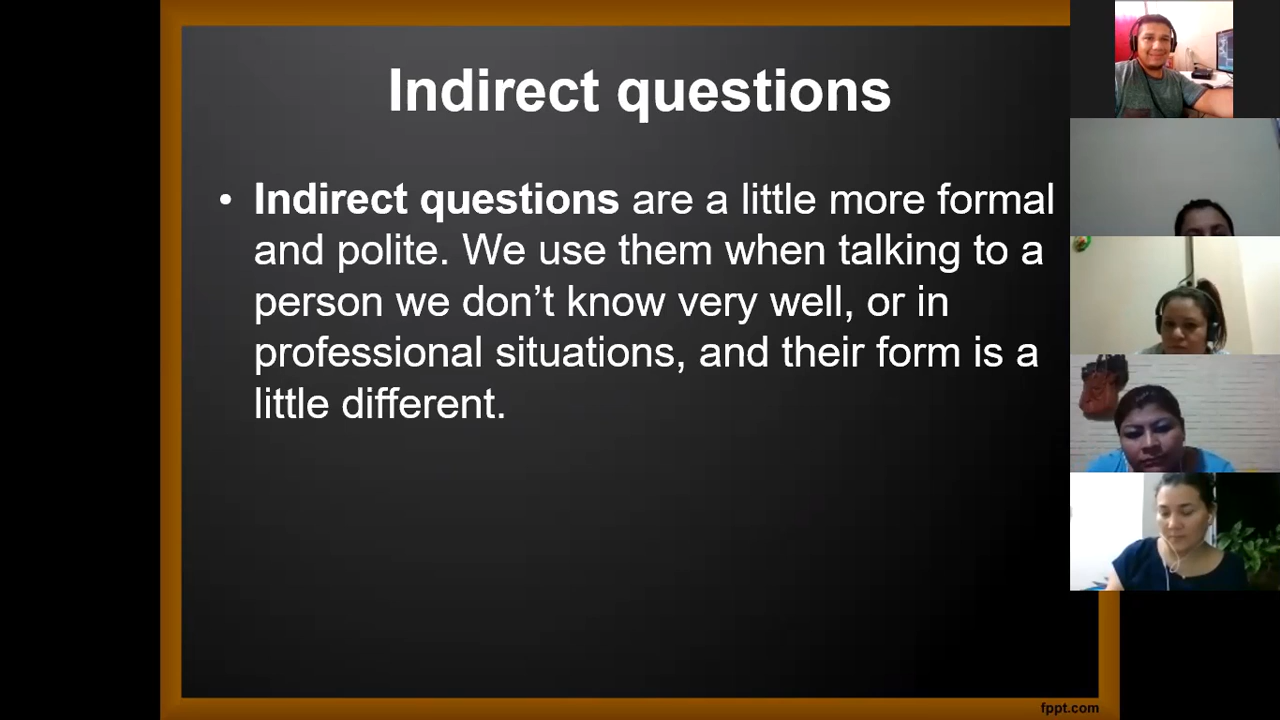 Indirect questions
• Indirect questions are a little more formal
and polite. We use them when talking to a
person we don’t know very well, or in
professional situations, and their form is a
little different.
fppt.com